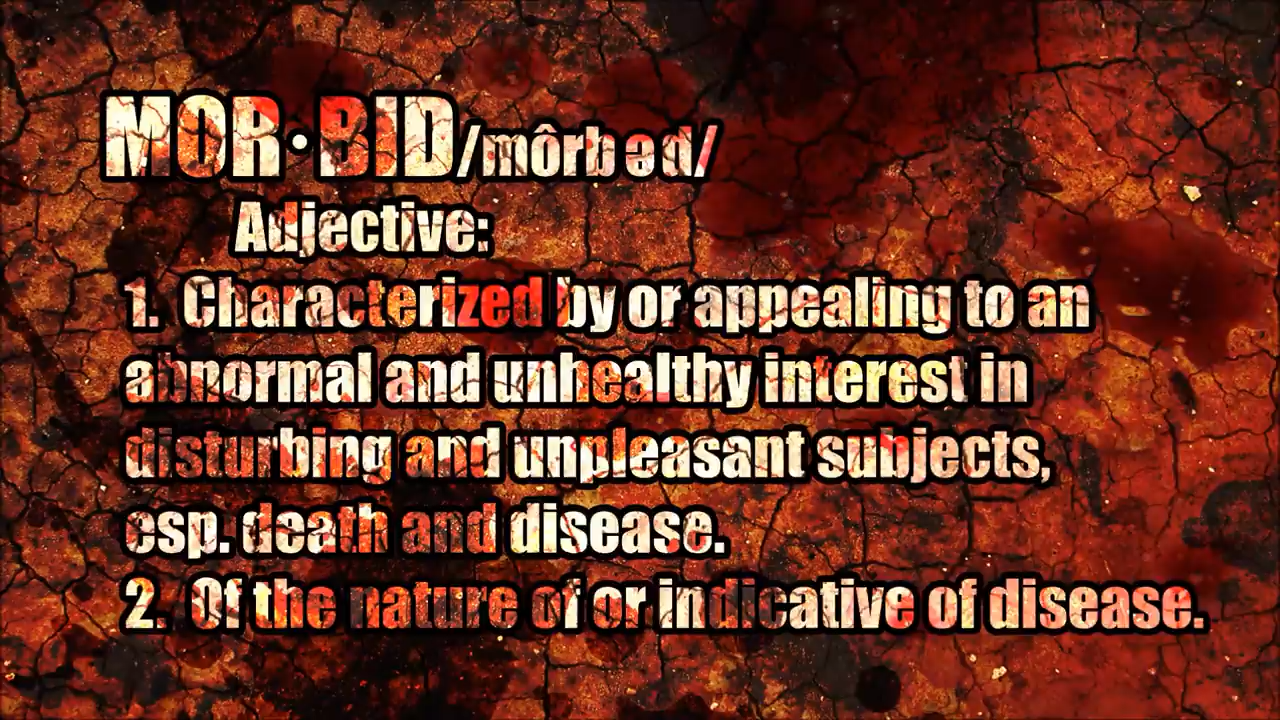 MOR·BID/môrbəd/
Adjective:
1. Characterized by or appealing to an
abnormal and unhealthy interest in
disturbing and unpleasant subjects,
esp. death and disease.
2. Of the nature of or indicative of disease.